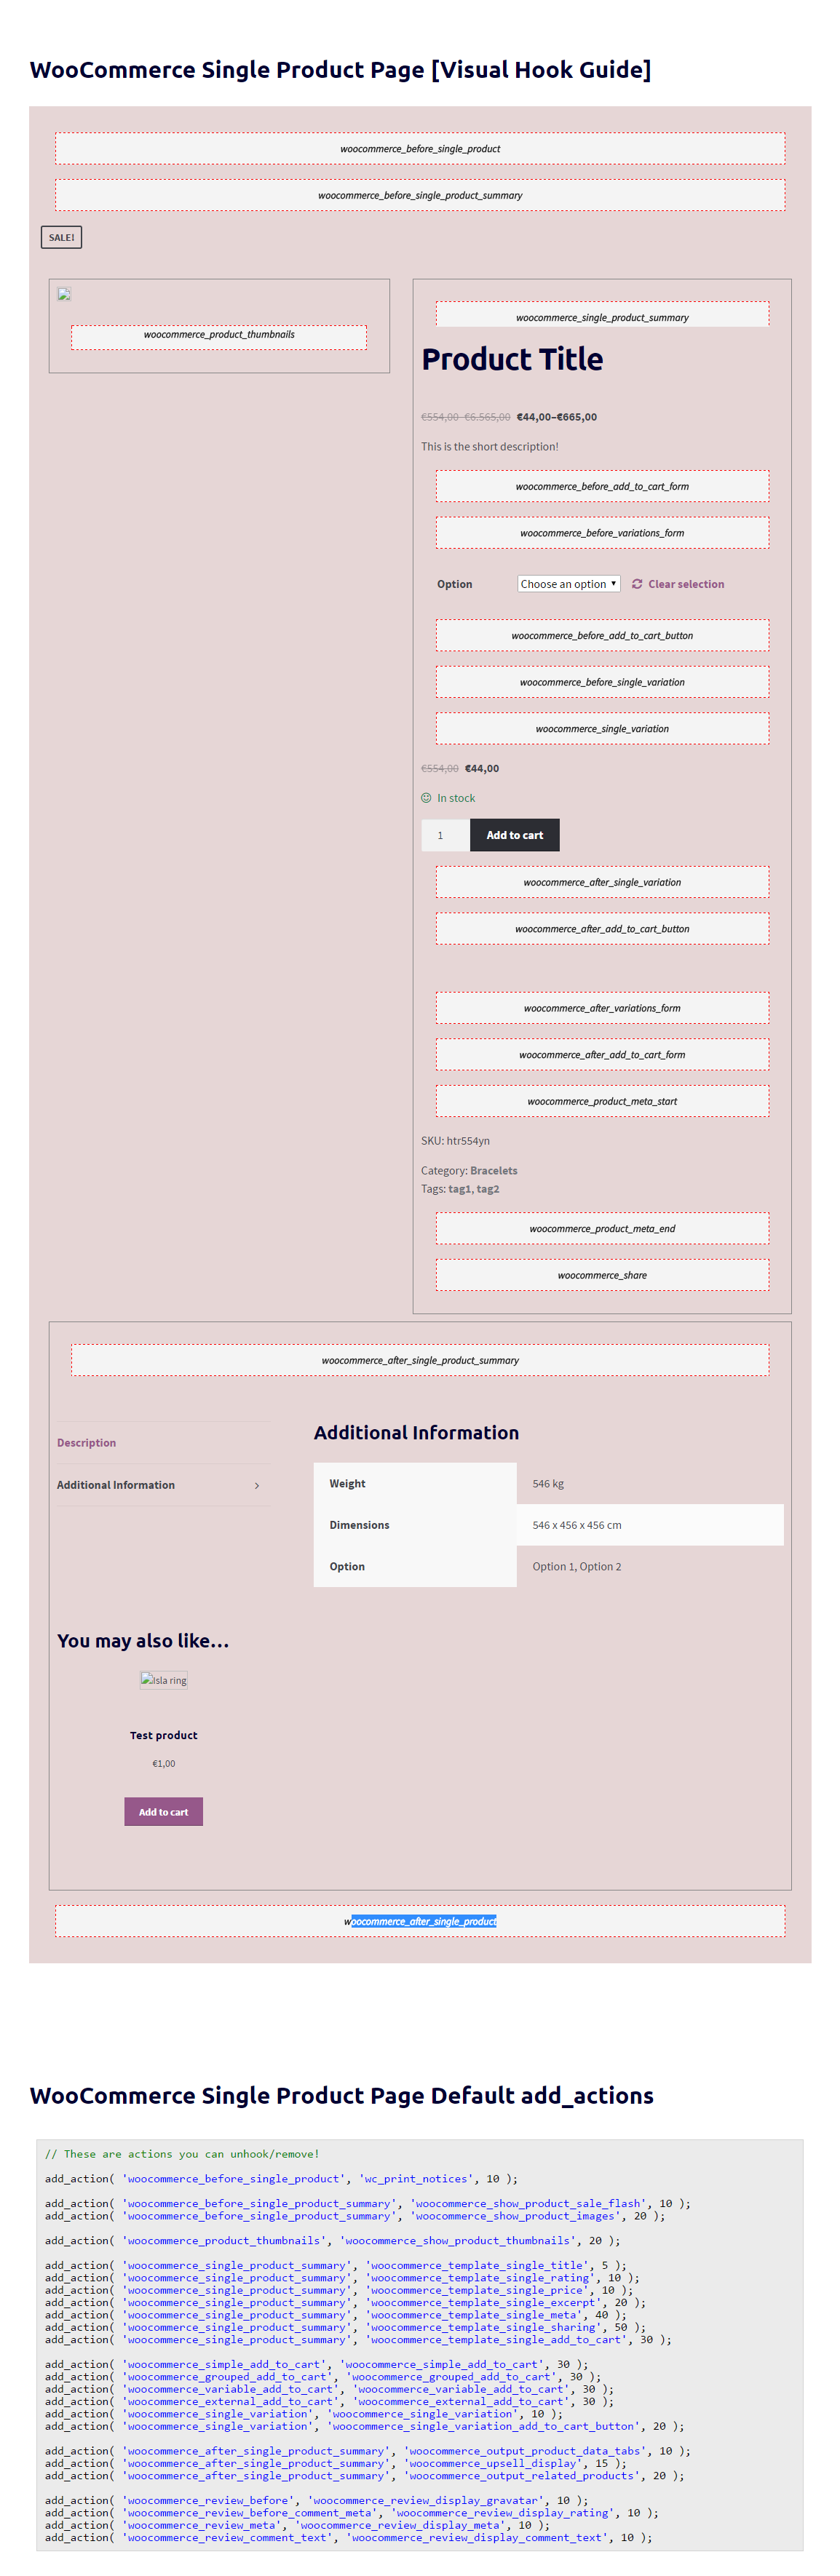 WooCommerce Single Product Page [Visual Hook Guide]
woocommerce_before_single_product
woocommerce_before_single_product_summary
SALE!
woocommerce_product_thumbnails
woocommerce_single_product_summary
Product Title
€554,00–€6.565,00 €44,00–€665,00
This is the short description!
woocommerce_before_add_to_cart_form
woocommerce_before_variations_form
Option Choose an option Clear selection
woocommerce_before_add_to_cart_button
woocommerce_before_single_variation
woocommerce_single_variation
€554,00 €44,00
In stock
1 Add to cart
woocommerce_after_single_variation
woocommerce_after_add_to_cart_button
woocommerce_after_variations_form
woocommerce_after_add_to_cart_form
woocommerce_product_meta_start
SKU: htr554yn
Category: Bracelets
Tags: tag1, tag2
woocommerce_product_meta_end
woocommerce_share
woocommerce_after_single_product_summary
Description
Additional Information
Additional Information
Weight 546 kg
Dimensions 546 x 456 x 456 cm
Option Option 1, Option 2
You may also like…
Isla ring
Test product
€1,00
Add to cart
woocommerce_after_single_product
WooCommerce Single Product Page Default add_actions
// These are actions you can unhook/remove!
add_action( 'woocommerce_before_single_product', 'wc_print_notices', 10 );
add_action( 'woocommerce_before_single_product_summary', 'woocommerce_show_product_sale_flash', 10 );
add_action( 'woocommerce_before_single_product_summary', 'woocommerce_show_product_images', 20 );
add_action( 'woocommerce_product_thumbnails', 'woocommerce_show_product_thumbnails', 20 );
add_action( 'woocommerce_single_product_summary', 'woocommerce_template_single_title', 5 );
add_action( 'woocommerce_single_product_summary', 'woocommerce_template_single_rating', 10 );
add_action( 'woocommerce_single_product_summary', 'woocommerce_template_single_price', 10 );
add_action( 'woocommerce_single_product_summary', 'woocommerce_template_single_excerpt', 20 );
add_action( 'woocommerce_single_product_summary', 'woocommerce_template_single_meta', 40 );
add_action( 'woocommerce_single_product_summary', 'woocommerce_template_single_sharing', 50 );
add_action( 'woocommerce_single_product_summary', 'woocommerce_template_single_add_to_cart', 30 );
add_action( 'woocommerce_simple_add_to_cart', 'woocommerce_simple_add_to_cart', 30 );
add_action( 'woocommerce_grouped_add_to_cart', 'woocommerce_grouped_add_to_cart', 30 );
add_action( 'woocommerce_variable_add_to_cart', 'woocommerce_variable_add_to_cart', 30 );
add_action( 'woocommerce_external_add_to_cart', 'woocommerce_external_add_to_cart', 30 );
add_action( 'woocommerce_single_variation', 'woocommerce_single_variation', 10 );
add_action( 'woocommerce_single_variation', 'woocommerce_single_variation_add_to_cart_button', 20 );
add_action( 'woocommerce_after_single_product_summary', 'woocommerce_output_product_data_tabs', 10 );
add_action( 'woocommerce_after_single_product_summary', 'woocommerce_upsell_display', 15 );
add_action( 'woocommerce_after_single_product_summary', 'woocommerce_output_related_products', 20 );
add_action( 'woocommerce_review_before', 'woocommerce_review_display_gravatar', 10 );
add_action( 'woocommerce_review_before_comment_meta', 'woocommerce_review_display_rating', 10 );
add_action( 'woocommerce_review_meta', 'woocommerce_review_display_meta', 10 );
add_action( 'woocommerce_review_comment_text', 'woocommerce_review_display_comment_text', 10 );